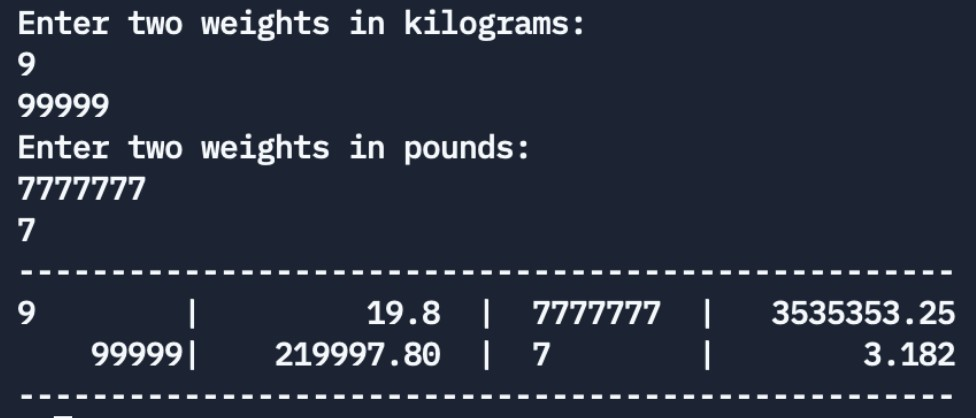 Enter two weights in kilograms:
9
99999
Enter two weights in pounds:
7777777
7
---------------------------------------------------
9        |         19.8  |  7777777  |   3535353.25
    99999|    219997.80  |  7        |        3.182
---------------------------------------------------